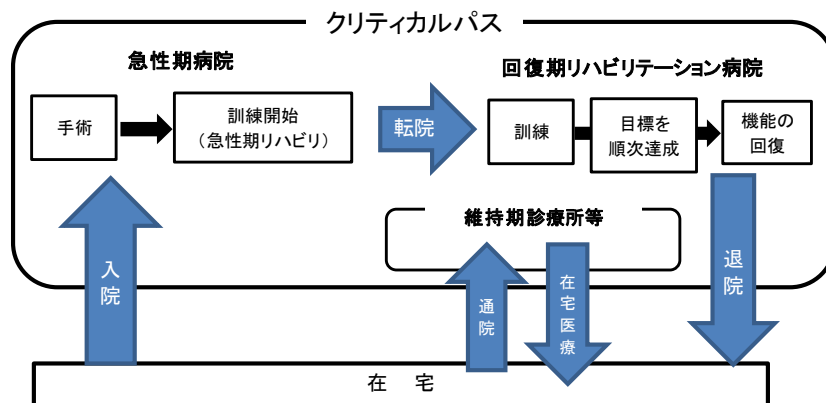 クリティカルパス
急性期病院
回復期リハビリテーション病院
手術
訓練開始
（急性期リハビリ）
転院
訓練
目標を
順次達成
機能の
回復
維持期診療所等
入院
通院
在宅医療
退院
在　宅